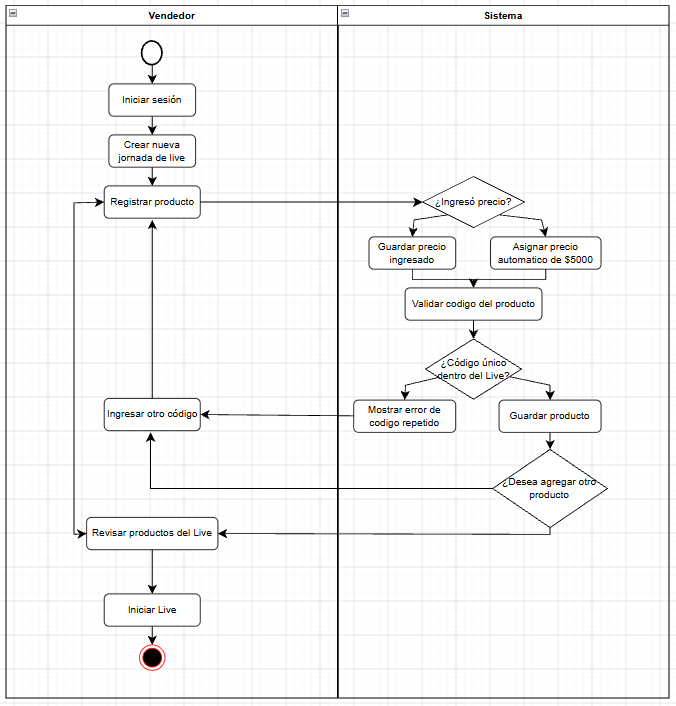 Vendedor
Sistema
Iniciar sesión
Crear nueva
jornada de live
Registrar producto
¿Ingresó precio?
Guardar precio
ingresado
Asignar precio
automatico de $5000
Validar codigo del producto
¿Código único
dentro del Live?
Ingresar otro código
Mostrar error de
codigo repetido
Guardar producto
¿Desea agregar otro
producto
Revisar productos del Live
Iniciar Live